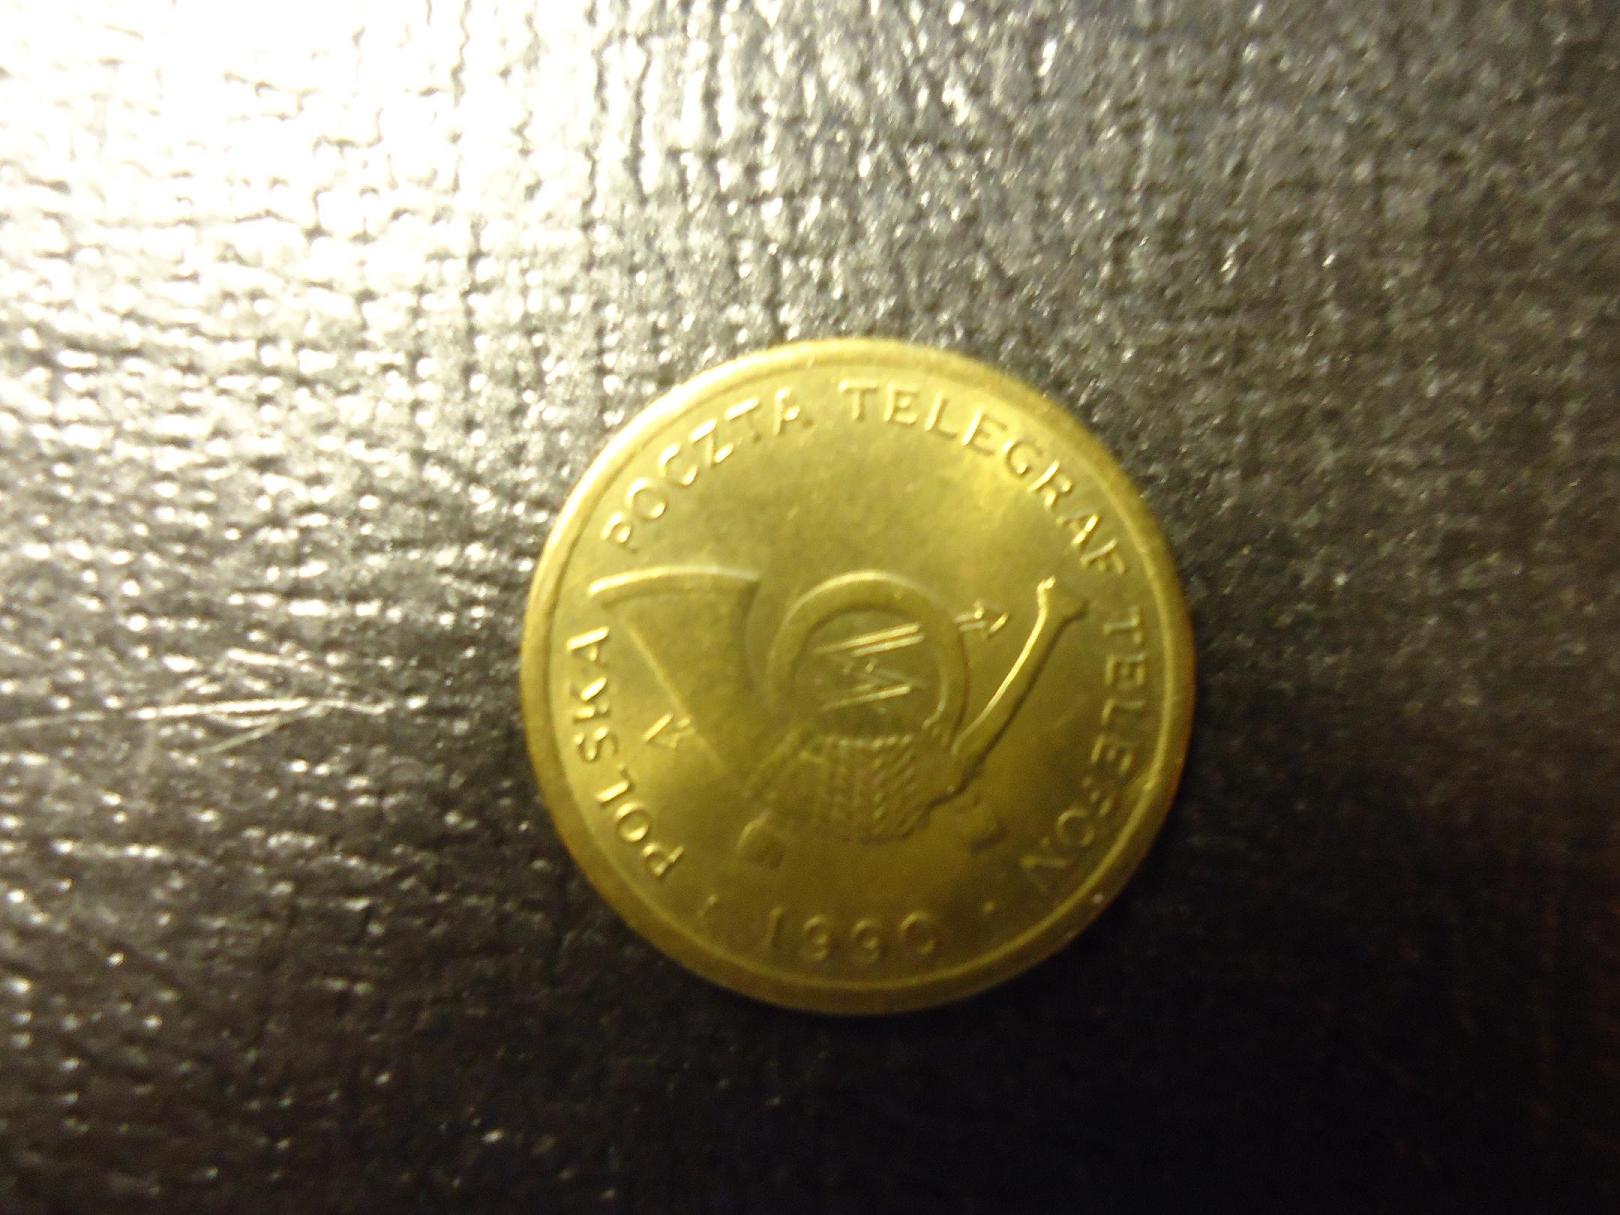 POLSKA POCZTA TELEGRAF TELEFON
· 1990 ·